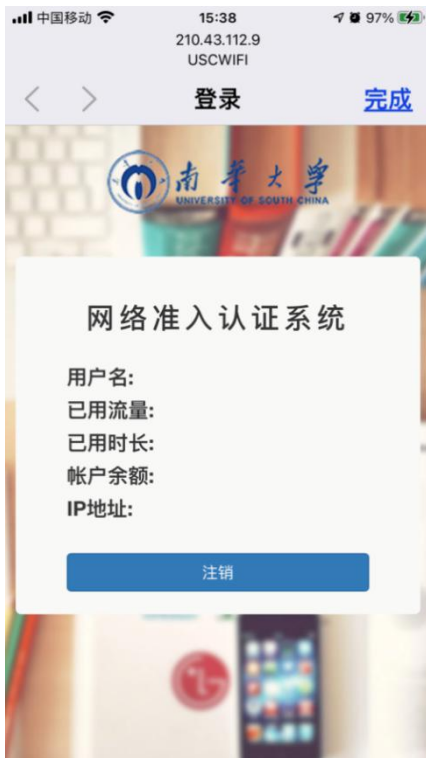 中国移动 15:38 97%
210.43.112.9
USCWIFI
登录 完成
南华大学
UNIVERSITY OF SOUTH CHINA
网络准入认证系统
用户名:
已用流量:
已用时长:
帐户余额:
IP地址:
注销
LG